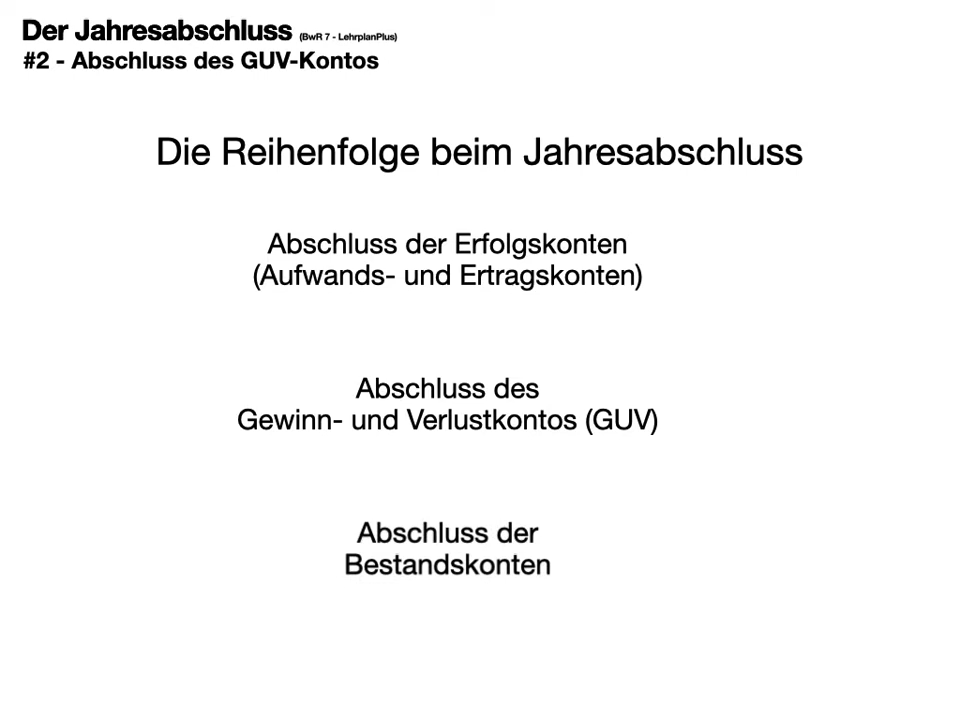 Der Jahresabschluss (BwR 7 - LehrplanPlus)
#2 - Abschluss des GUV-Kontos
Die Reihenfolge beim Jahresabschluss
Abschluss der Erfolgskonten
(Aufwands- und Ertragskonten)
Abschluss des
Gewinn- und Verlustkontos (GUV)
Abschluss der
Bestandskonten